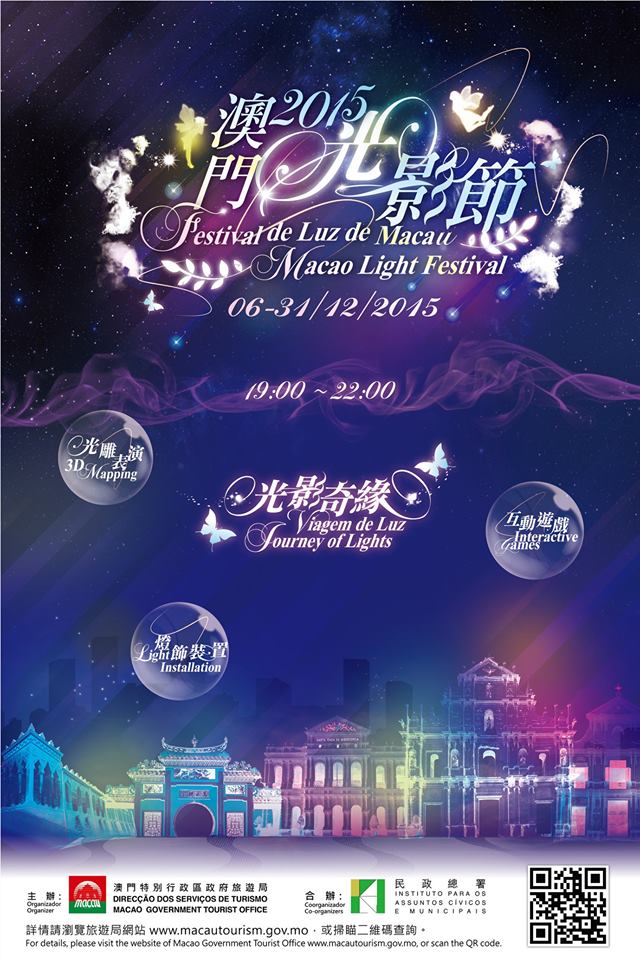 2015
澳門光影節
Festival de Luz de Macau
Macao Light Festival
06-31/12/2015
19:00 ~ 22:00
光雕表演
3D Mapping
光影奇緣
Viagem de Luz
Journey of Lights
互動遊戲
Interactive
Games
燈飾裝置
Light
Installation
主辦:
Organizador
Organizer
MACAU
澳門特別行政區政府旅遊局
DIRECÇÃO DOS SERVIÇOS DE TURISMO
MACAO GOVERNMENT TOURIST OFFICE
合辦:
Coorganizador
Co-organizers
民政總署
INSTITUTO PARA OS
ASSUNTOS CÍVICOS
E MUNICIPAIS
詳情請瀏覽旅遊局網站 www.macautourism.gov.mo,或掃瞄二維碼查詢。
For details, please visit the website of Macao Government Tourist Office www.macautourism.gov.mo, or scan the QR code.